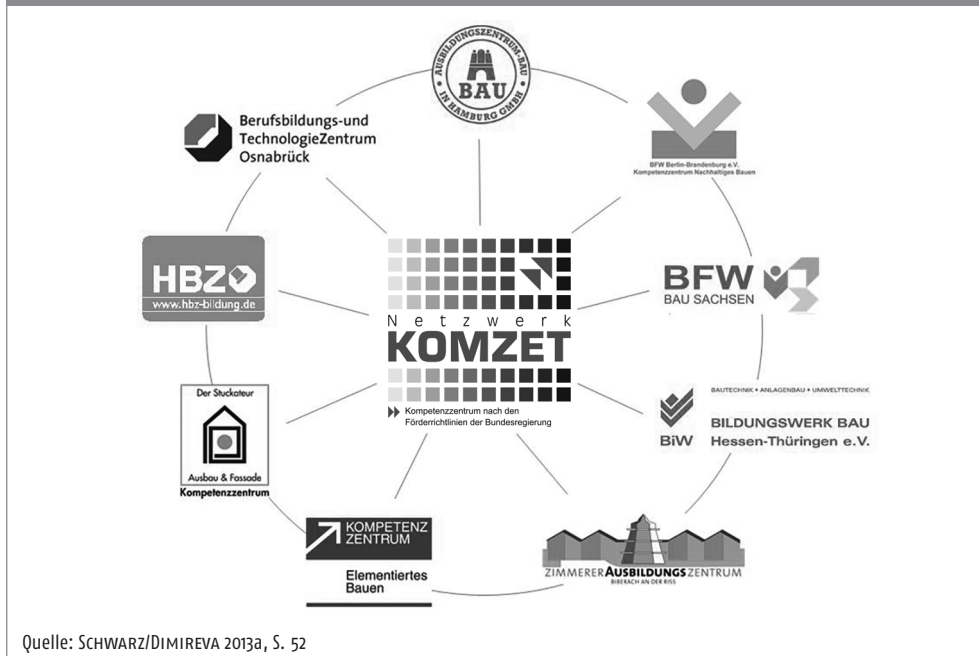 AUSBILDUNGSZENTRUM-BAU
BAU
IN HAMBURG GMBH
Berufsbildungs-und
TechnologieZentrum
Osnabrück
BFW Berlin-Brandenburg e.V.
Kompetenzzentrum Nachhaltiges Bauen
HBZ
www.hbz-bildung.de
BFW
BAU SACHSEN
Netzwerk
KOMZET
Kompetenzzentrum nach den
Förderrichtlinien der Bundesregierung
Der Stuckateur
Ausbau & Fassade
Kompetenzzentrum
BAUTECHNIK • ANLAGENBAU • UMWELTTECHNIK
BiW
BILDUNGSWERK BAU
Hessen-Thüringen e.V.
KOMPETENZ
ZENTRUM
Elementiertes
Bauen
ZIMMERERAUSBILDUNGSZENTRUM
BIBERACH AN DER RISS
Quelle: SCHWARZ/DIMIREVA 2013a, S. 52